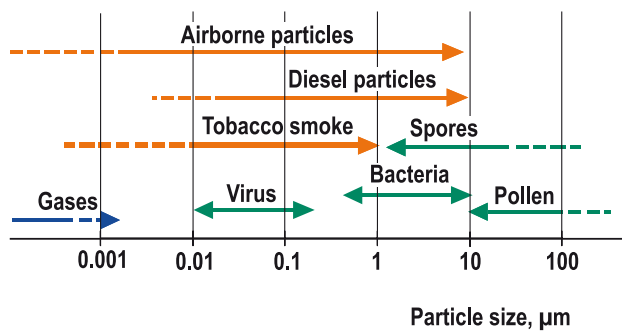 Airborne particles
Diesel particles
Tobacco smoke
Spores
Bacteria
Gases
Virus
Pollen
0.001
0.01
0.1
1
10
100
Particle size, µm